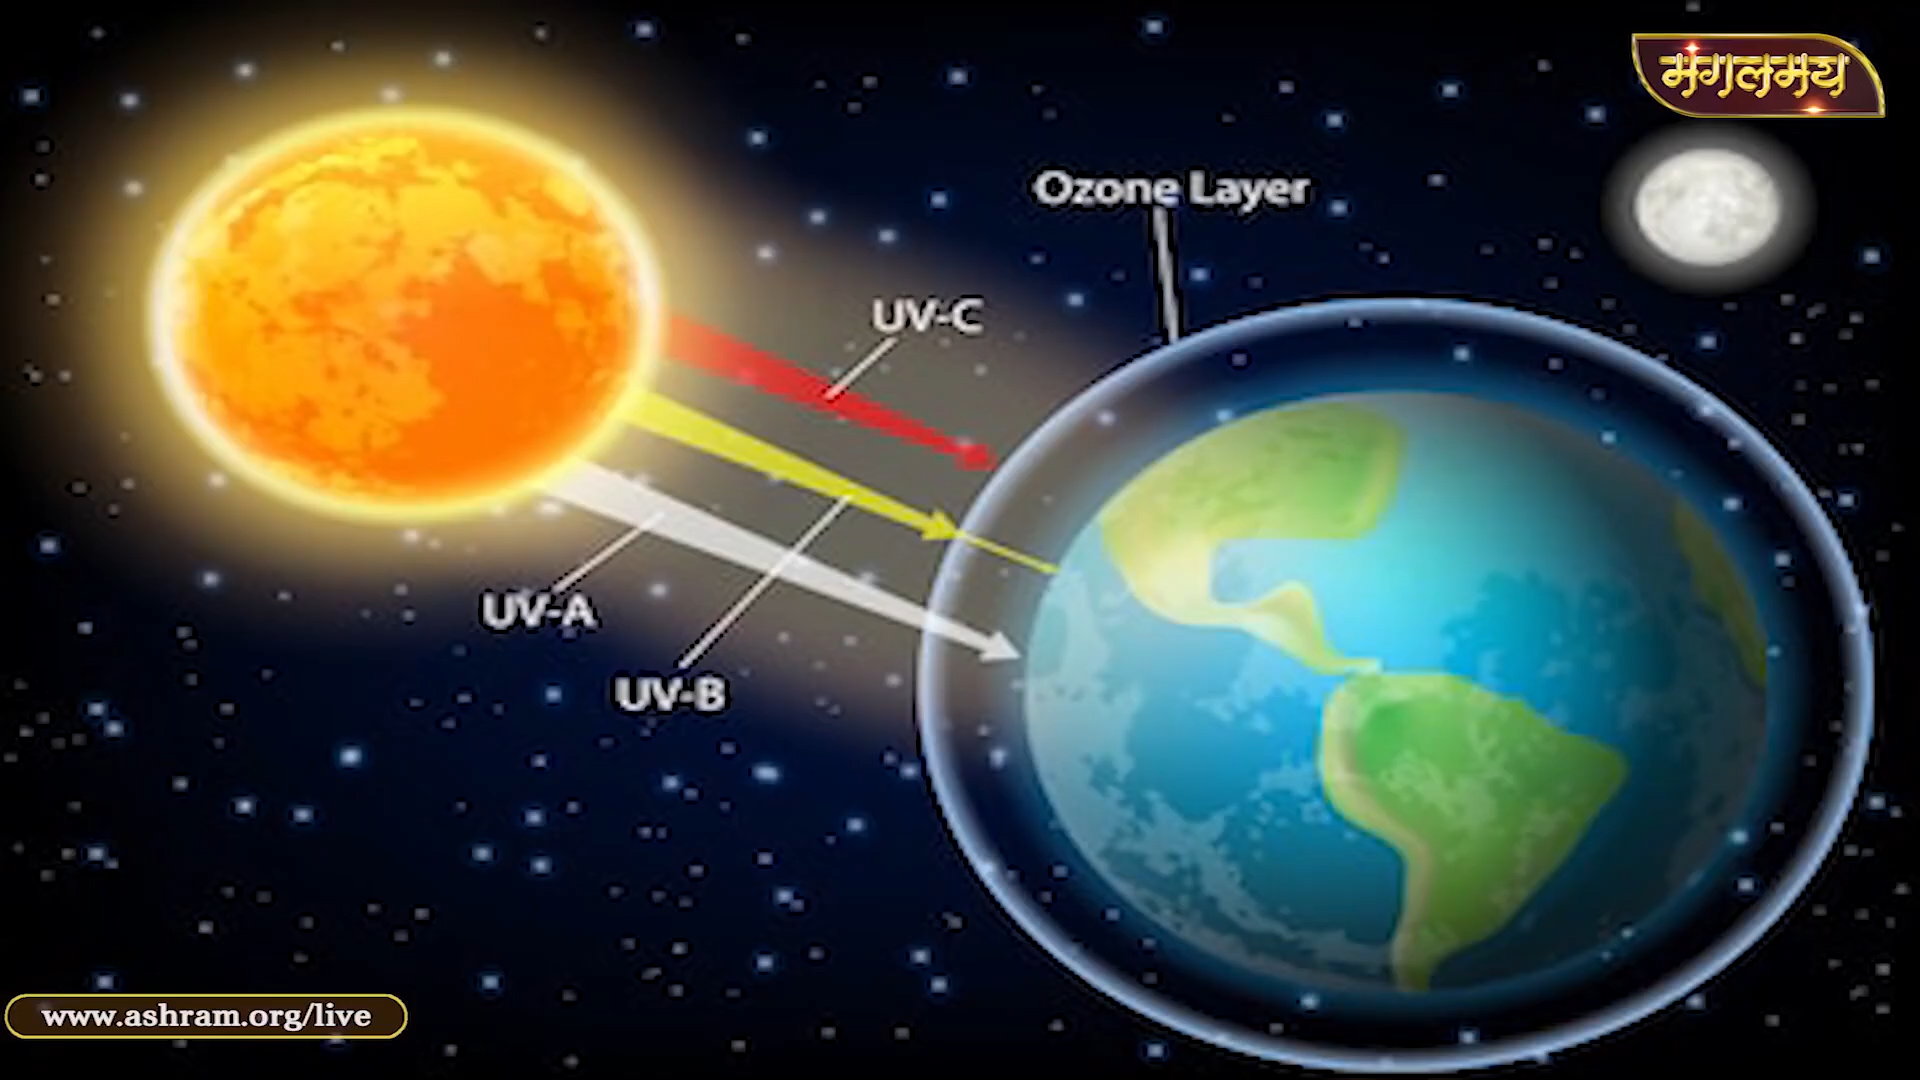 मंगलमय
Ozone Layer
UV-C
UV-A
UV-B
www.ashram.org/live